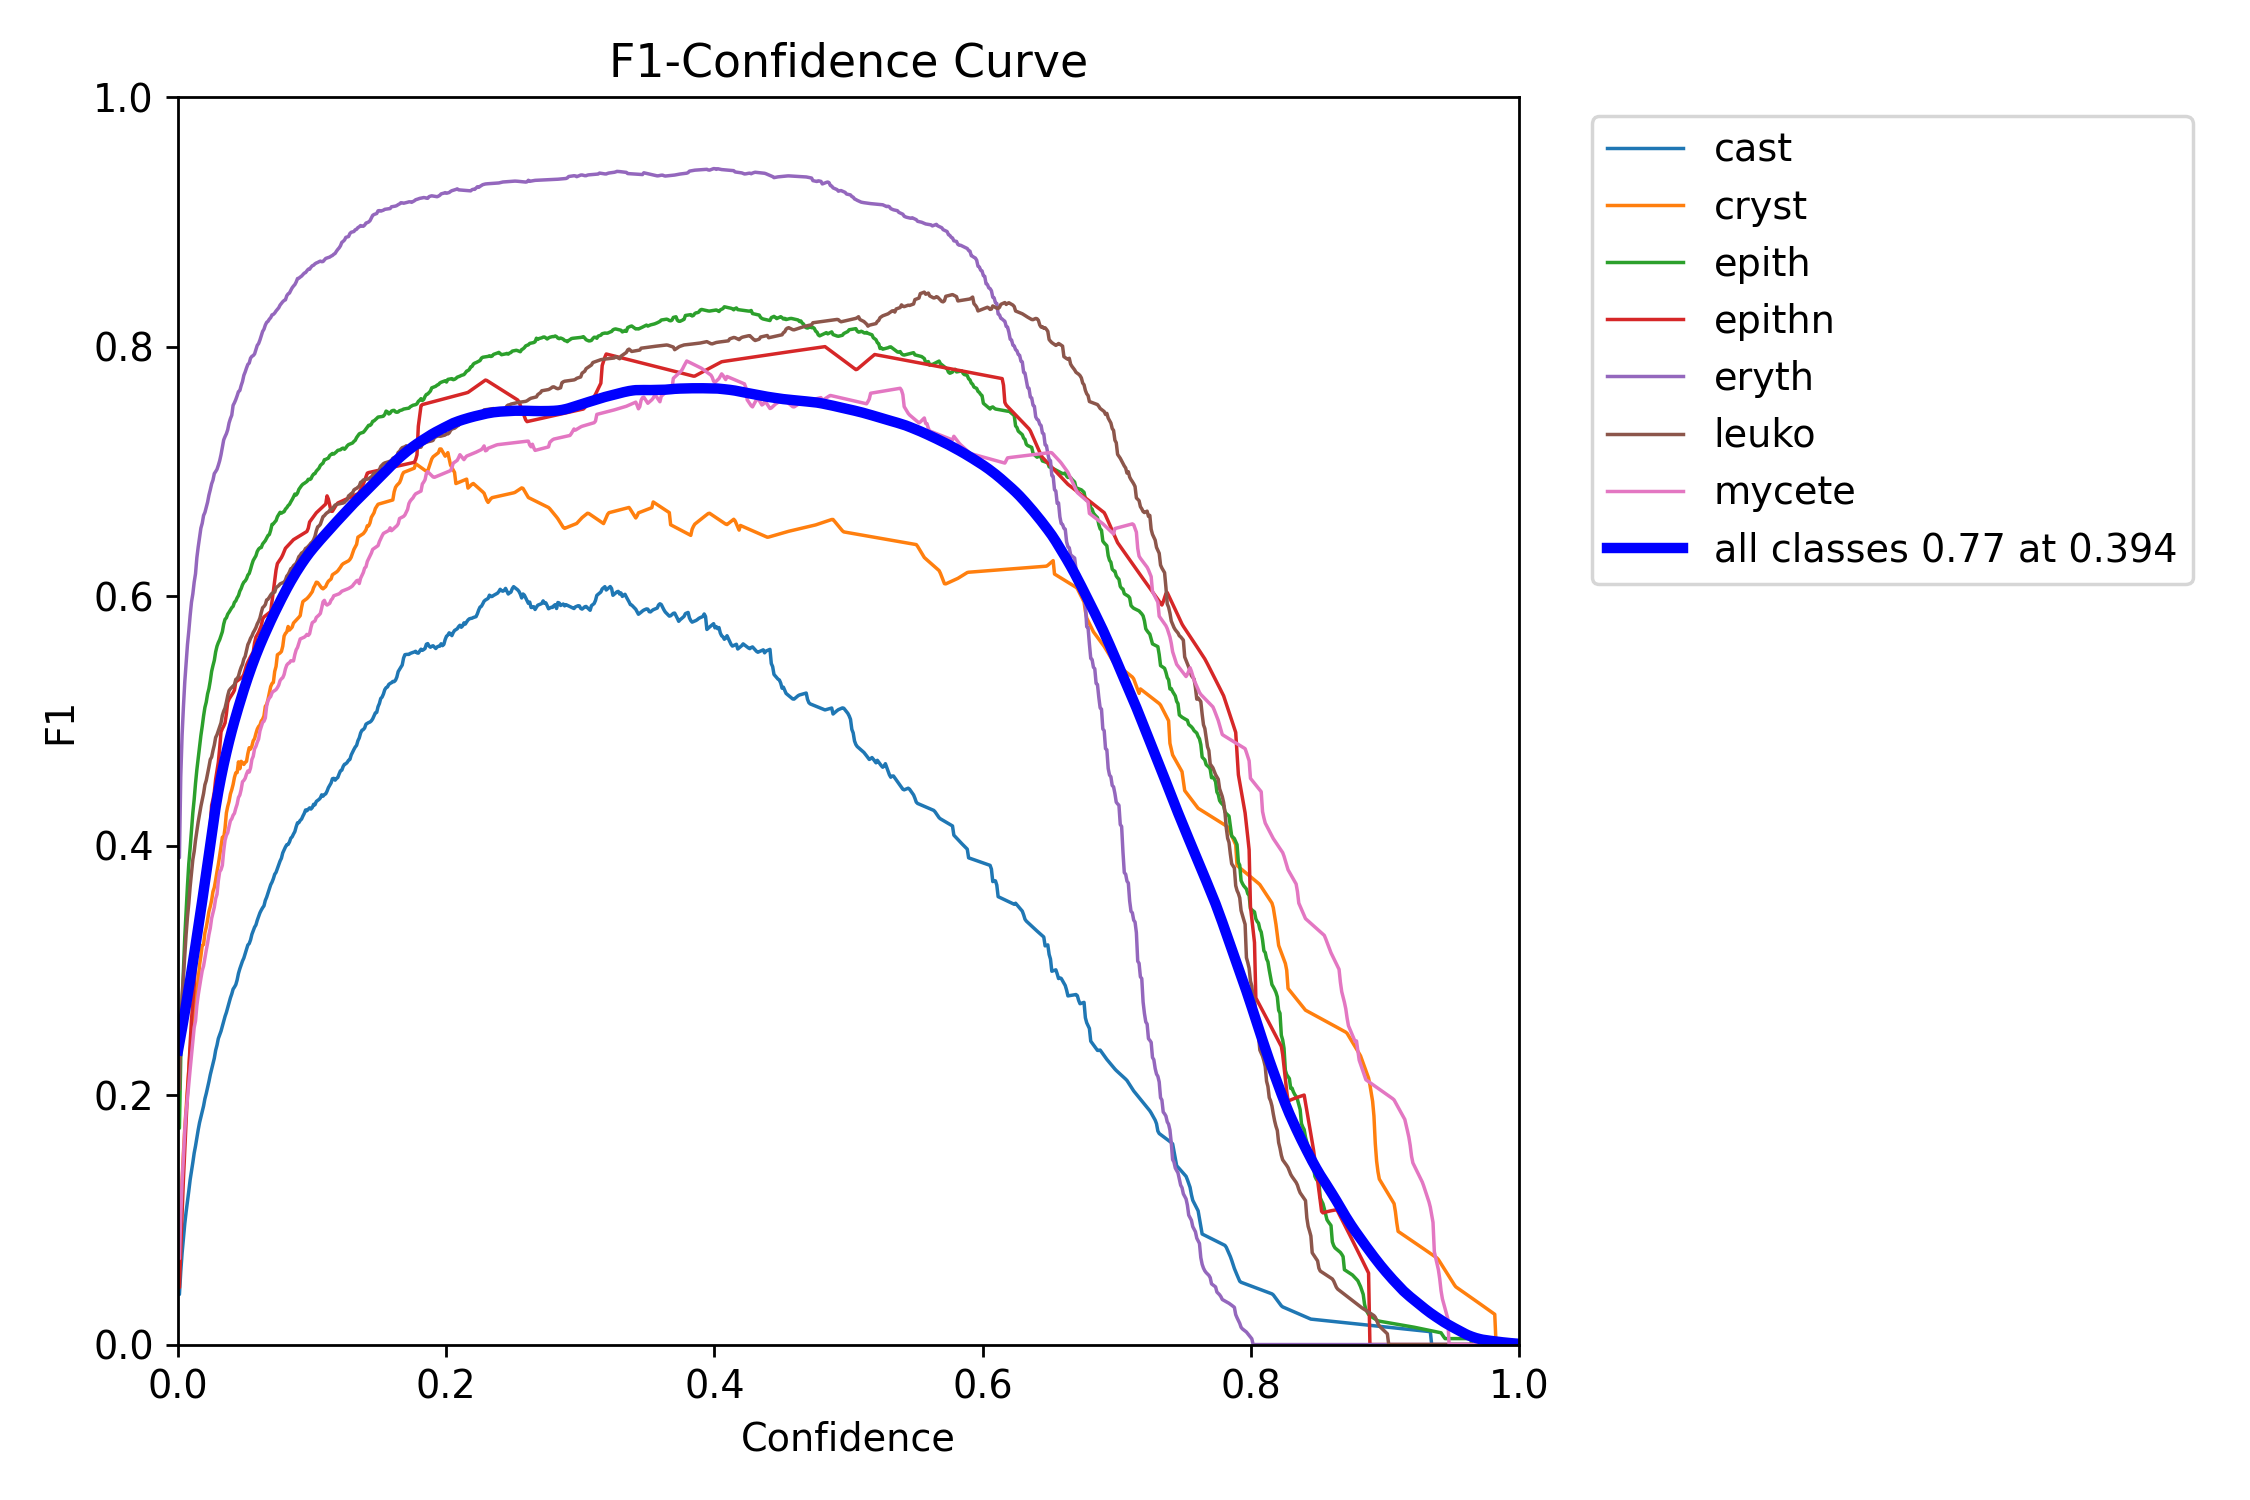 F1-Confidence Curve
1.0
0.8
0.6
0.4
0.2
0.0
F1
0.0 0.2 0.4 0.6 0.8 1.0
Confidence
cast
cryst
epith
epithn
eryth
leuko
mycete
all classes 0.77 at 0.394